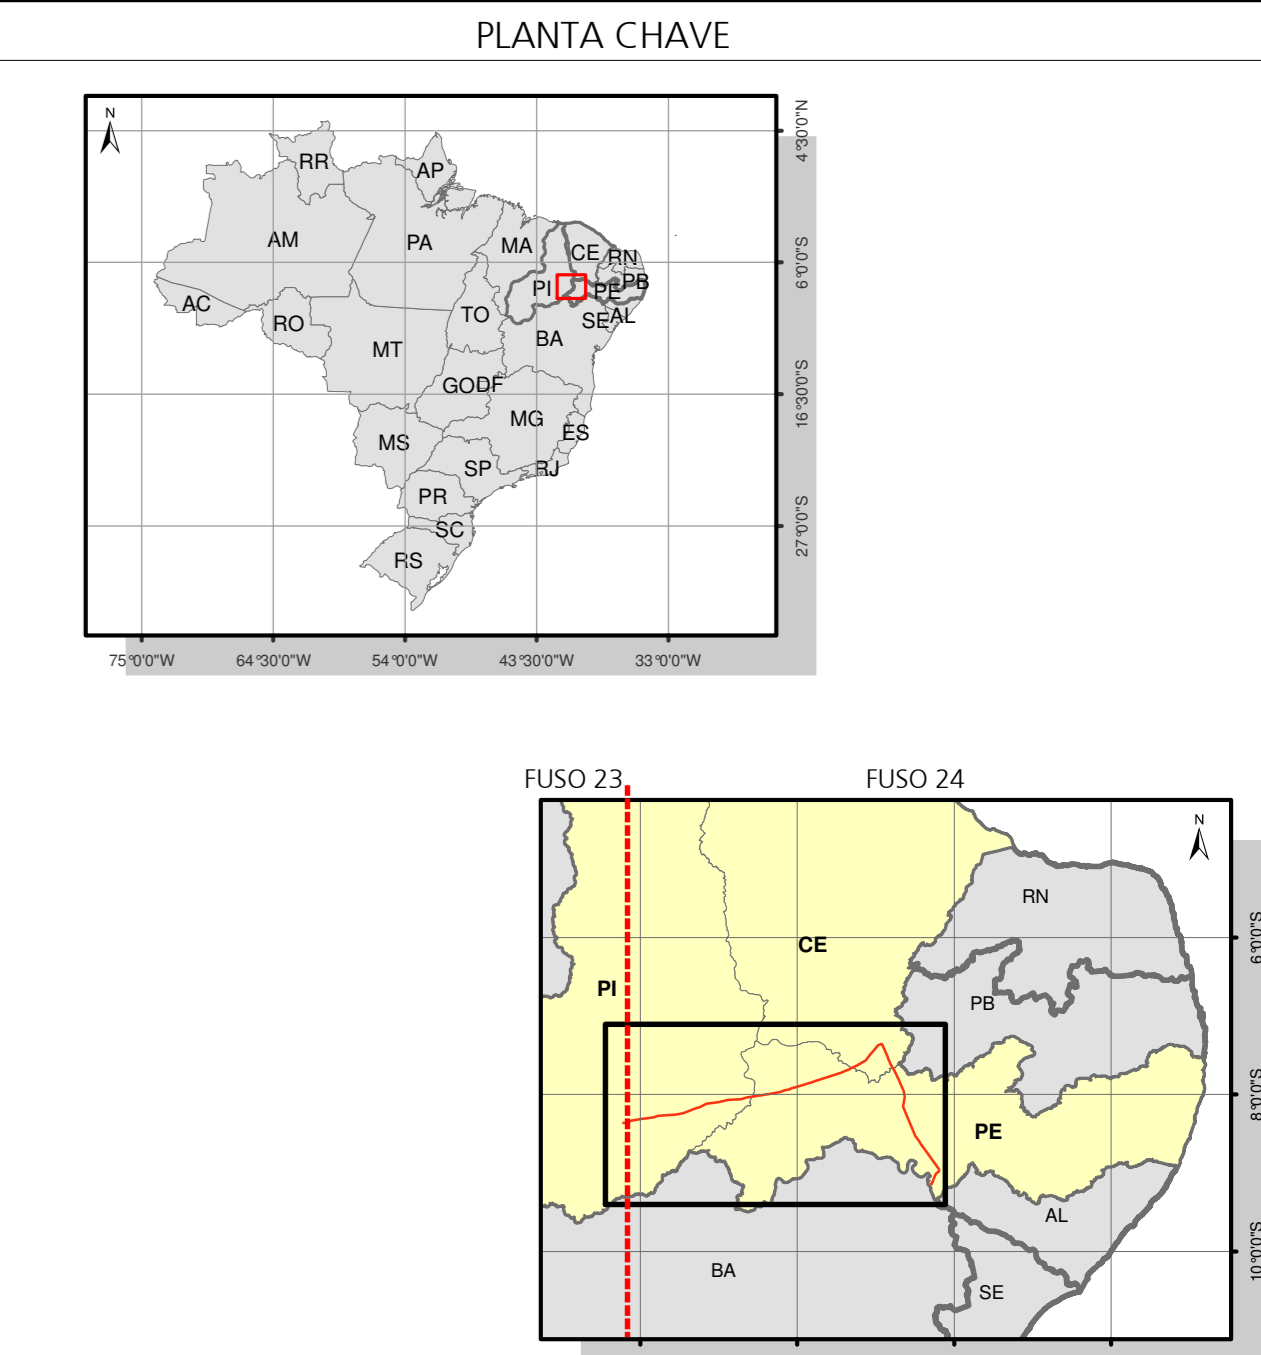 PLANTA CHAVE
N
RR
AP
AM
PA
MA
CE
RN
PI
PB
PE
AC
RO
TO
SE
AL
MT
BA
GO
DF
MG
MS
ES
SP
RJ
PR
SC
RS
4°30'0"N
6°0'0"S
16°30'0"S
27°0'0"S
75°0'0"W
64°30'0"W
54°0'0"W
43°30'0"W
33°0'0"W
FUSO 23
FUSO 24
N
RN
CE
PI
PB
PE
AL
BA
SE
6°0'0"S
8°0'0"S
10°0'0"S